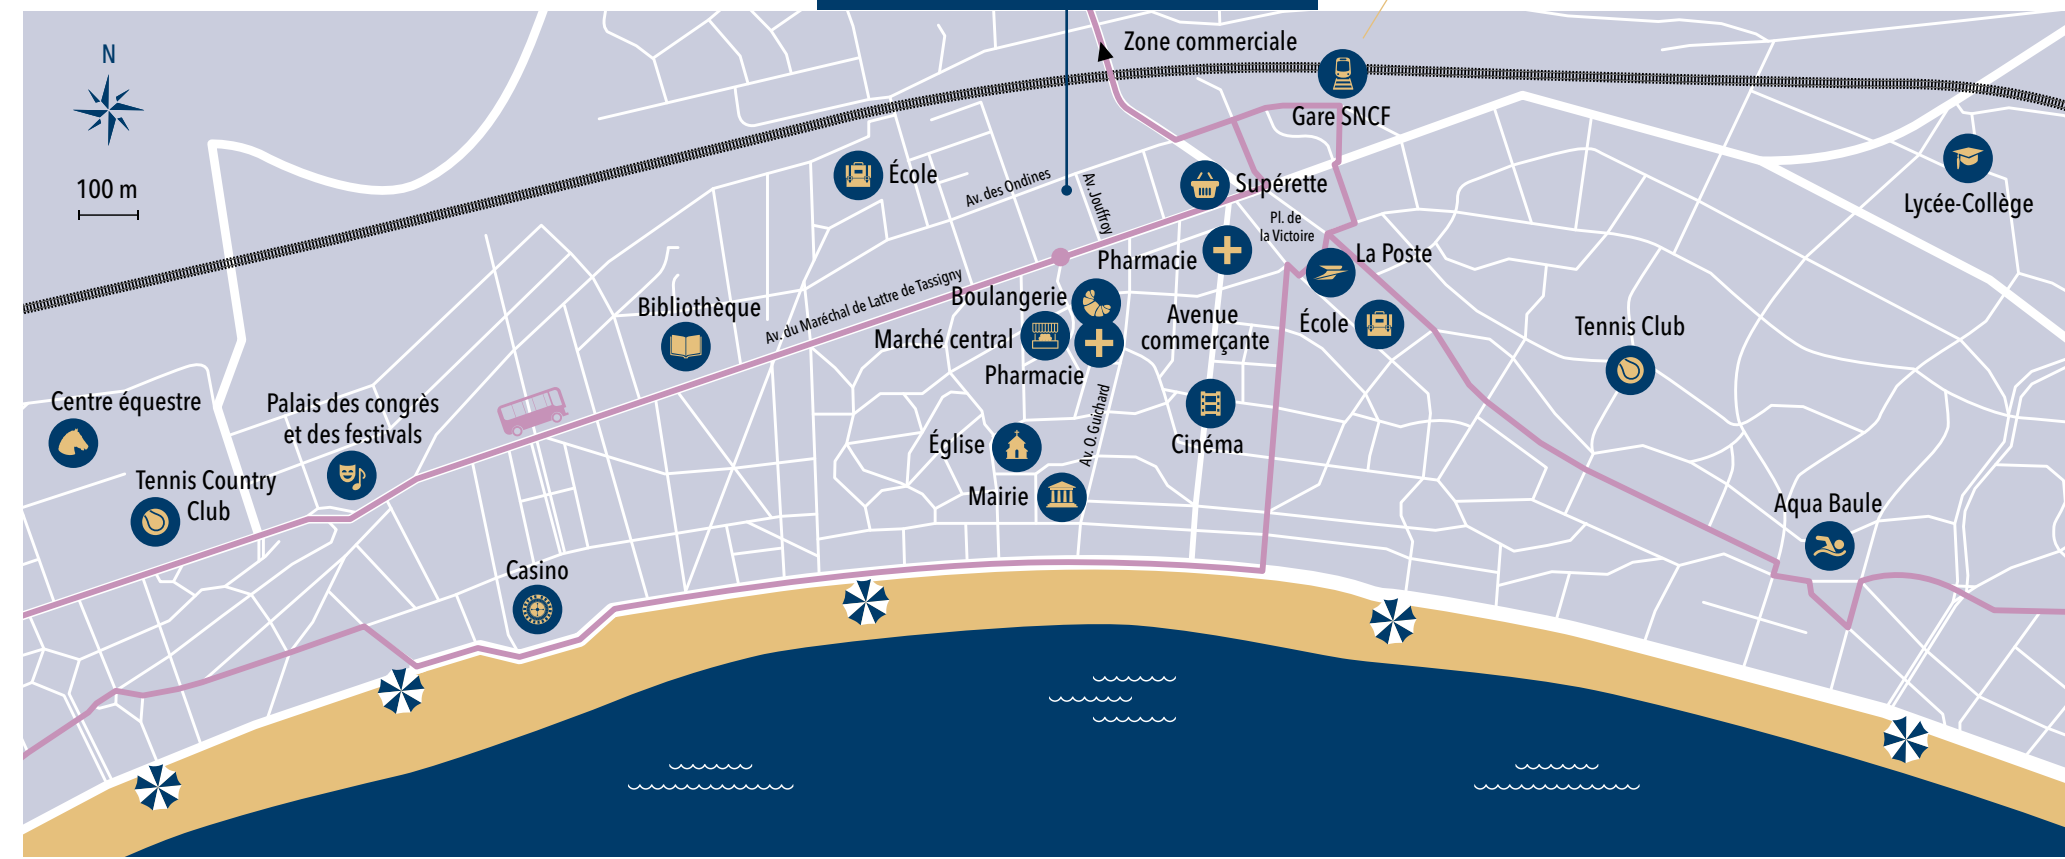 N
100 m
Zone commerciale
Gare SNCF
École
Av. des Ondines
Av. Jouffroy
Supérette
Pl. de
la Victoire
Lycée-Collège
Pharmacie
La Poste
Av. du Maréchal de Lattre de Tassigny
Boulangerie
Bibliothèque
Marché central
Avenue
commerçante
École
Tennis Club
Pharmacie
Centre équestre
Palais des congrès
et des festivals
Av. O. Guichard
Église
Cinéma
Tennis Country
Club
Mairie
Aqua Baule
Casino